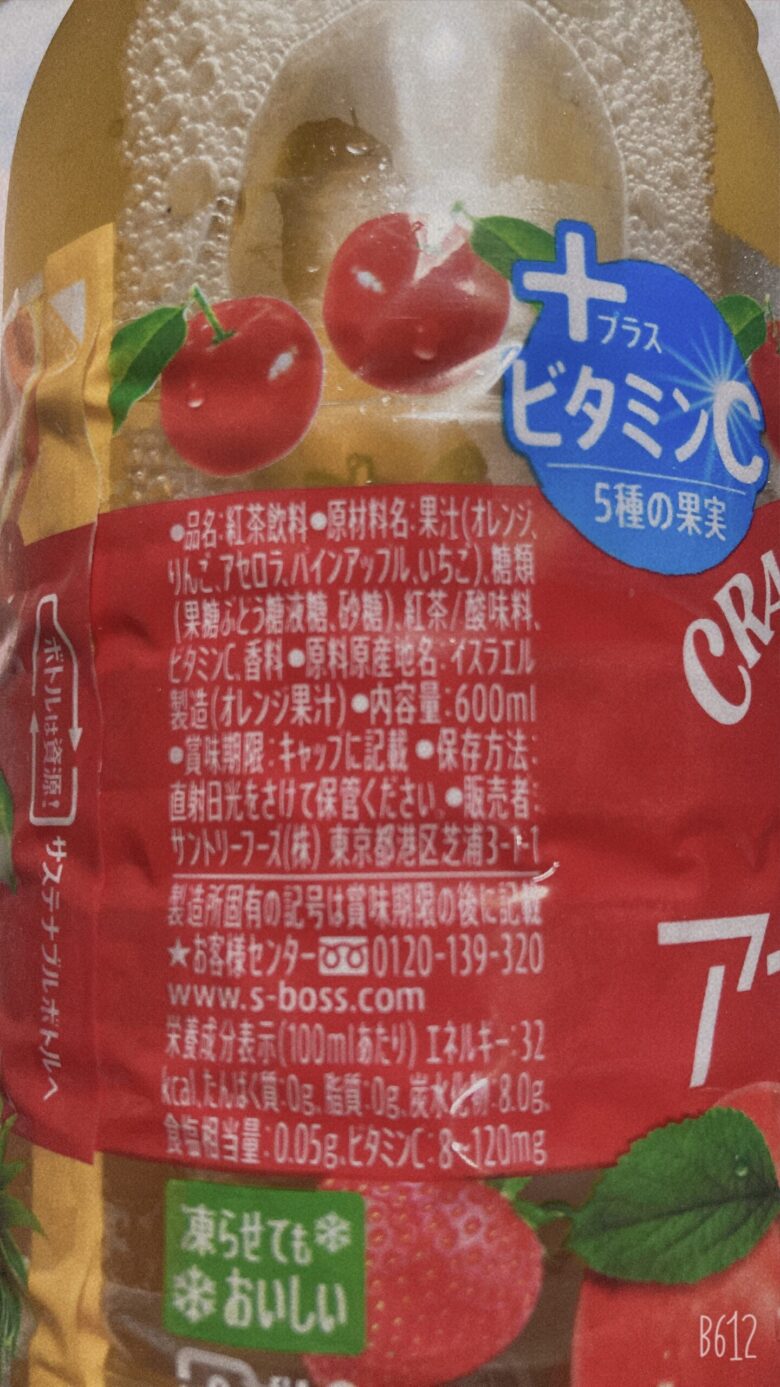 +プラス
ビタミンC
5種の果実
CRA
●品名:紅茶飲料●原材料名:果汁(オレンジ、
りんご、アセロラ、パインアップル、いちご)、糖類
(果糖ぶどう糖液糖、砂糖)、紅茶/酸味料、
ビタミンC、香料●原料原産地名:イスラエル
製造(オレンジ果汁)●内容量:600ml
●賞味期限:キャップに記載●保存方法:
直射日光をさけて保管ください。●販売者:
サントリーフーズ(株) 東京都港区芝浦3-1-1
製造所固有の記号は賞味期限の後に記載
★お客様センター 0120-139-320
www.s-boss.com
栄養成分表示(100mlあたり) エネルギー:32
kcal、たんぱく質:0g、脂質:0g、炭水化物:8.0g、
食塩相当量:0.05g、ビタミンC:8~120mg
ボトルは資源!
サステナブルボトルへ
アー
凍らせても
おいしい
B612